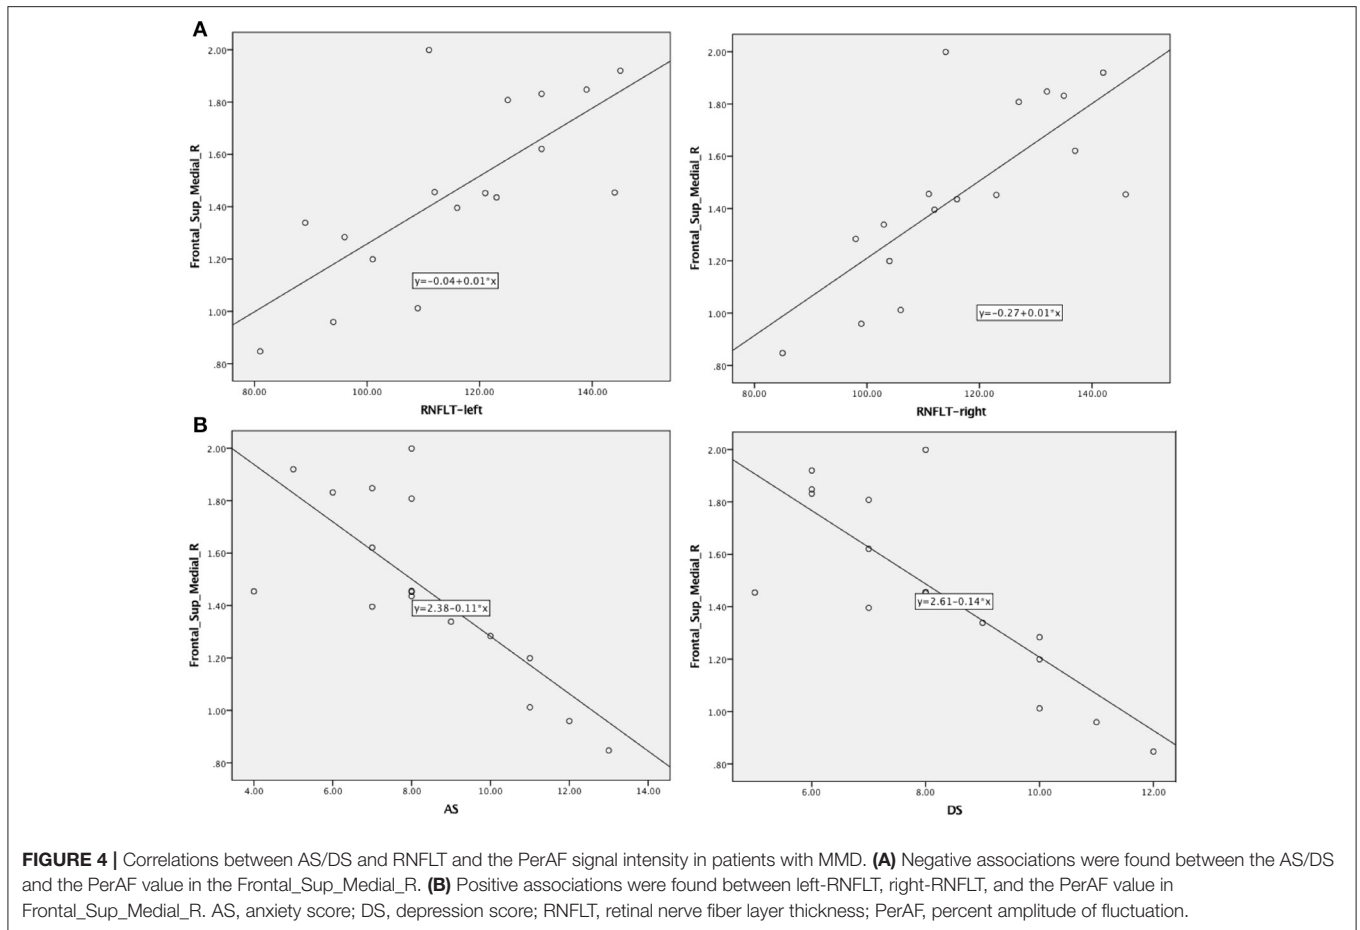 A
2.00
1.80
1.60
1.40
1.20
1.00
.80
Frontal_Sup_Medial_R
y=-0.04+0.01*x
80.00 100.00 120.00 140.00
RNFLT-left
2.00
1.80
1.60
1.40
1.20
1.00
.80
Frontal_Sup_Medial_R
y=-0.27+0.01*x
80.00 100.00 120.00 140.00
RNFLT-right
B
2.00
1.80
1.60
1.40
1.20
1.00
.80
Frontal_Sup_Medial_R
y=2.38-0.11*x
4.00 6.00 8.00 10.00 12.00 14.00
AS
2.00
1.80
1.60
1.40
1.20
1.00
.80
Frontal_Sup_Medial_R
y=2.61-0.14*x
6.00 8.00 10.00 12.00
DS
FIGURE 4 | Correlations between AS/DS and RNFLT and the PerAF signal intensity in patients with MMD. (A) Negative associations were found between the AS/DS
and the PerAF value in the Frontal_Sup_Medial_R. (B) Positive associations were found between left-RNFLT, right-RNFLT, and the PerAF value in
Frontal_Sup_Medial_R. AS, anxiety score; DS, depression score; RNFLT, retinal nerve fiber layer thickness; PerAF, percent amplitude of fluctuation.